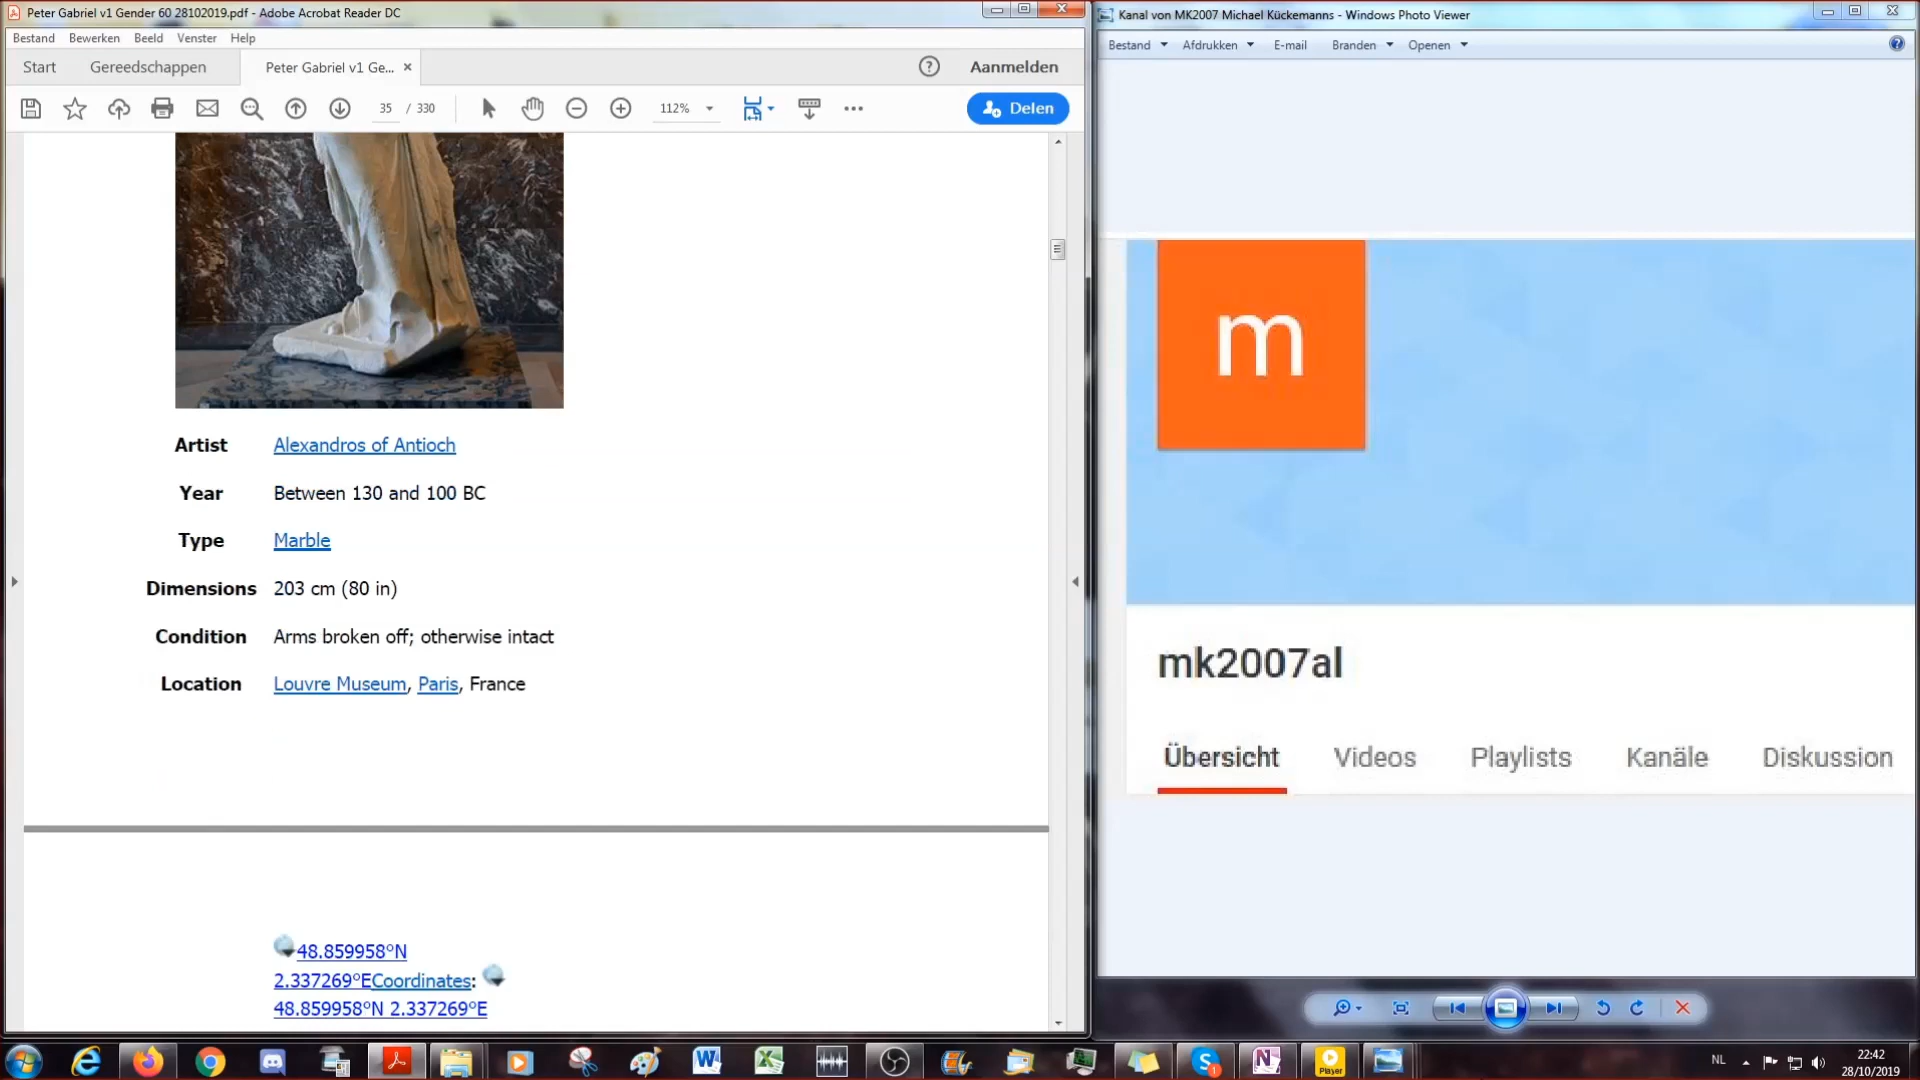 Peter Gabriel v1 Gender 60 28102019.pdf - Adobe Acrobat Reader DC
Bestand Bewerken Beeld Venster Help
Start Gereedschappen Peter Gabriel v1 Ge... × ? Aanmelden
35 / 330 112% Delen
Artist Alexandros of Antioch
Year Between 130 and 100 BC
Type Marble
Dimensions 203 cm (80 in)
Condition Arms broken off; otherwise intact
Location Louvre Museum, Paris, France
48.859958°N
2.337269°ECoordinates:
48.859958°N 2.337269°E
Kanal von MK2007 Michael Kückemanns - Windows Photo Viewer
Bestand Afdrukken E-mail Branden Openen
m
mk2007al
Übersicht Videos Playlists Kanäle Diskussion
Player
NL
22:42
28/10/2019